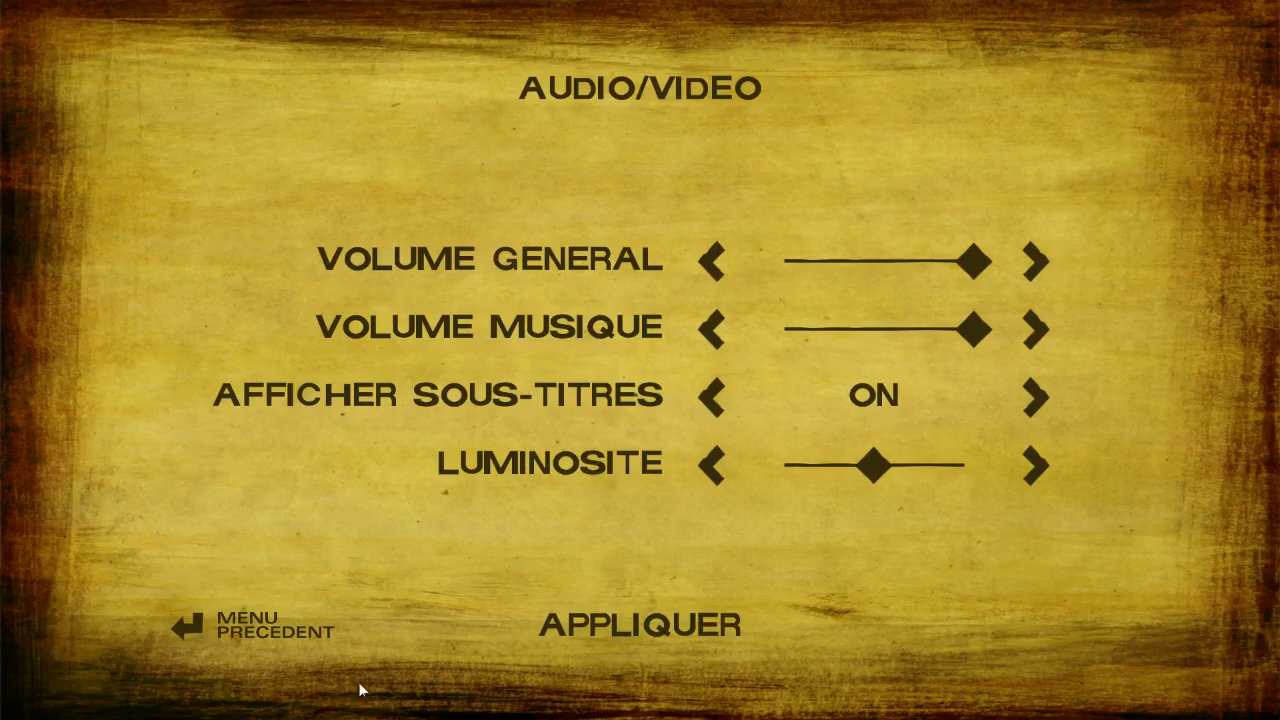 AUDIO/VIDEO
VOLUME GENERAL
VOLUME MUSIQUE
AFFICHER SOUS-TITRES ON
LUMINOSITE
MENU
PRECEDENT
APPLIQUER